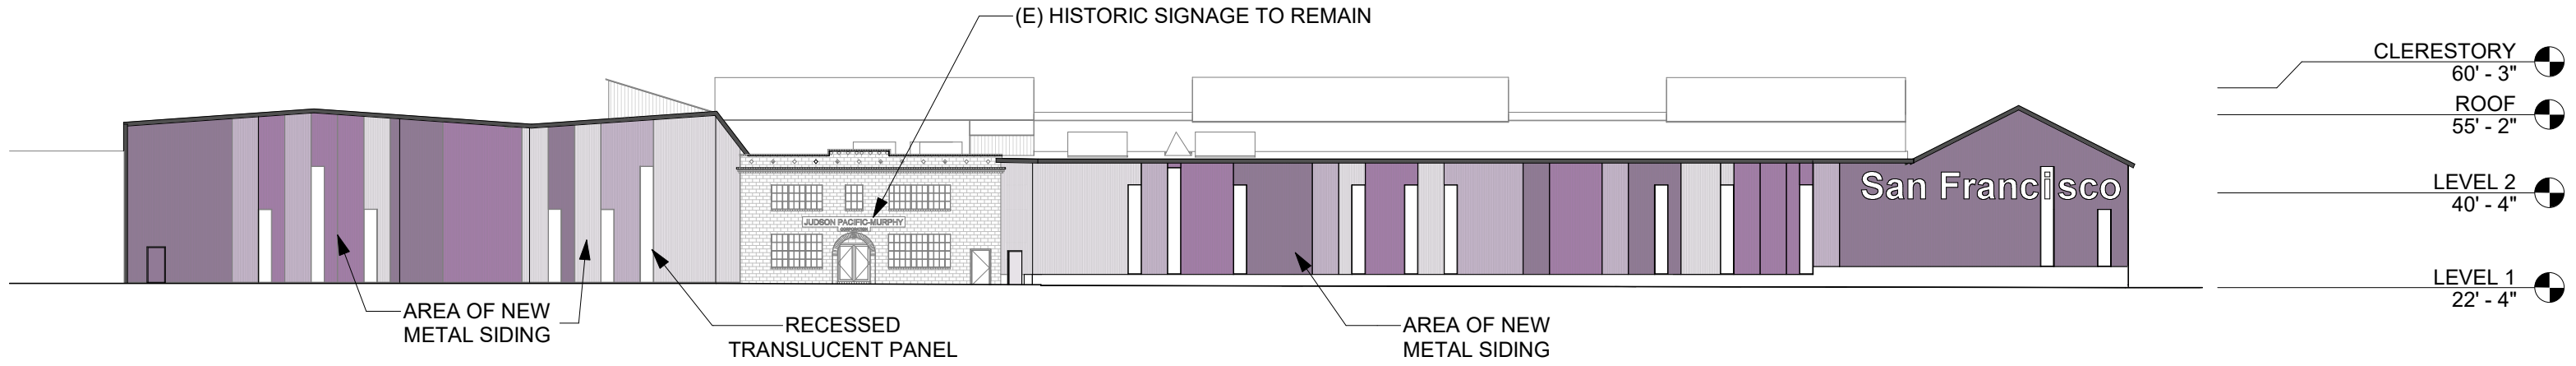 (E) HISTORIC SIGNAGE TO REMAIN
CLERESTORY
60' - 3"
ROOF
55' - 2"
LEVEL 2
40' - 4"
LEVEL 1
22' - 4"
San Francisco
JUDSON PACIFIC-MURPHY
CORPORATION
AREA OF NEW
METAL SIDING
RECESSED
TRANSLUCENT PANEL
AREA OF NEW
METAL SIDING